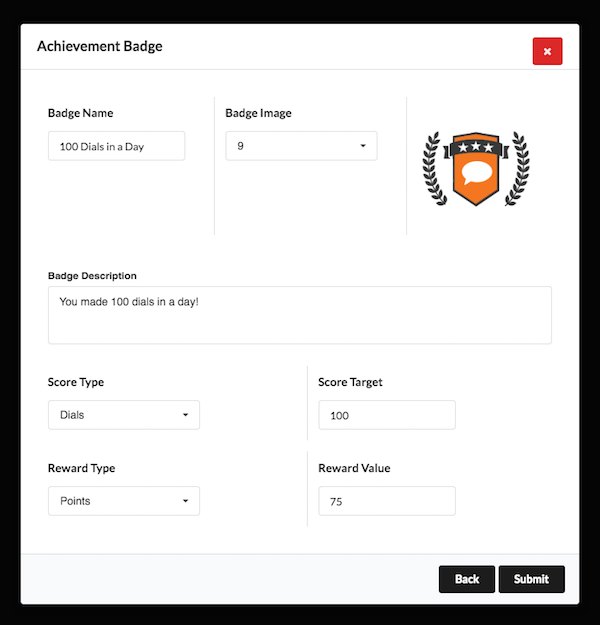 Achievement Badge
Badge Name
Badge Image
100 Dials in a Day
9
Badge Description
You made 100 dials in a day!
Score Type
Score Target
Dials
100
Reward Type
Reward Value
Points
75
Back
Submit